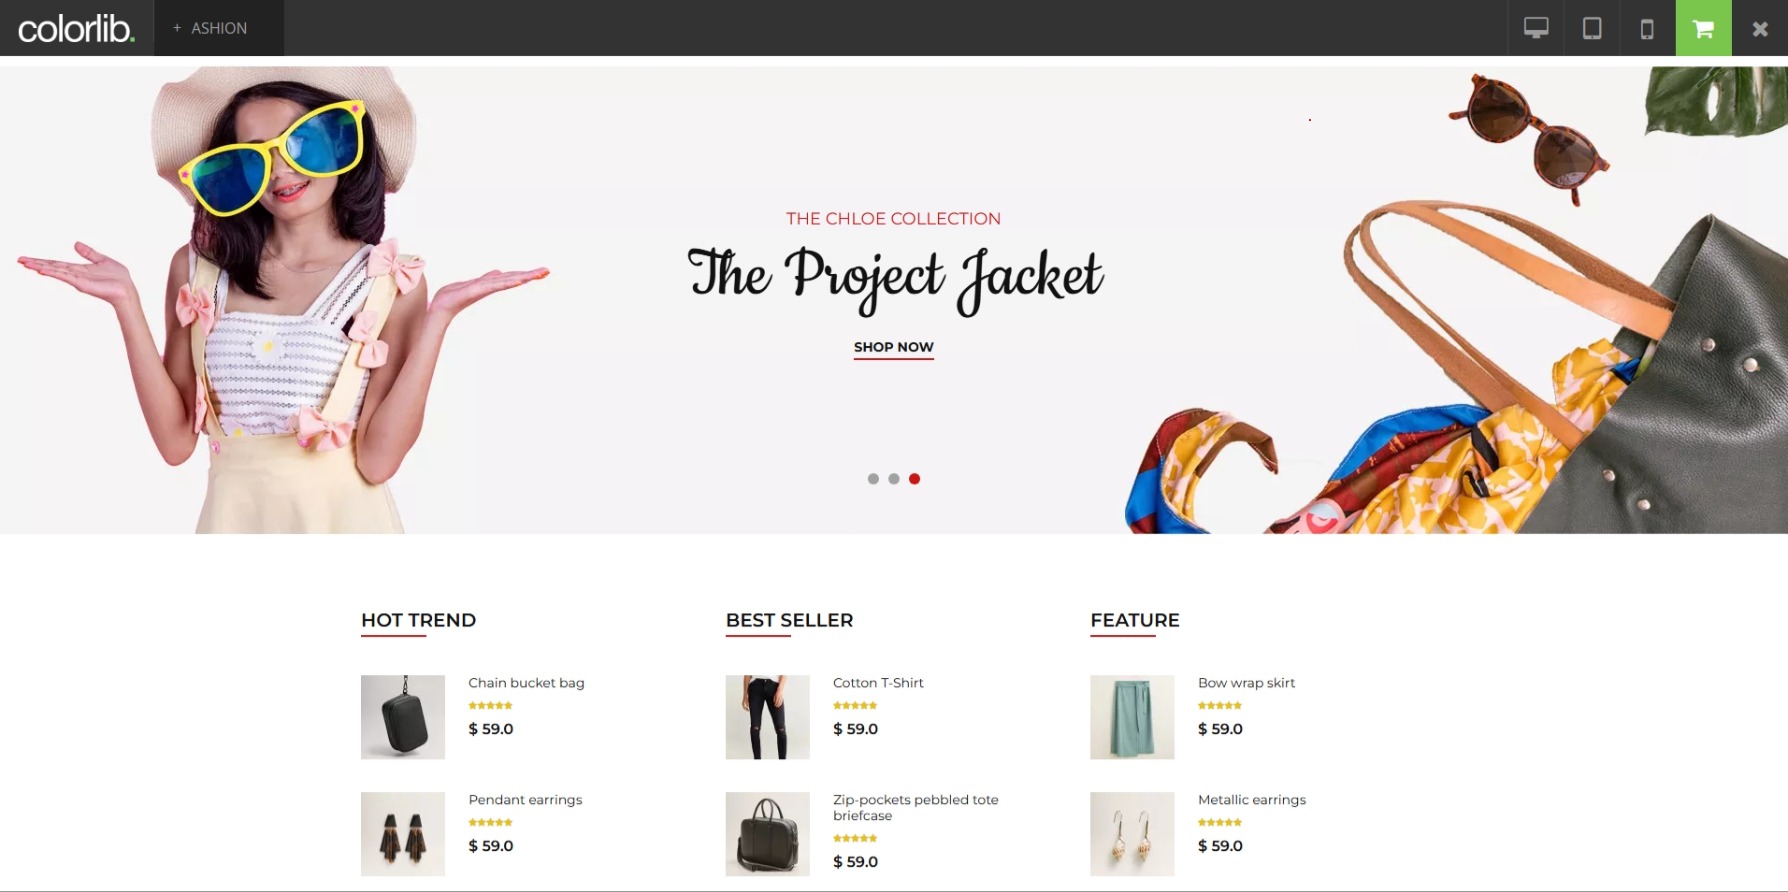 colorlib.
+ ASHION
THE CHLOE COLLECTION
The Project Jacket
SHOP NOW
HOT TREND
Chain bucket bag
$ 59.0
Pendant earrings
$ 59.0
BEST SELLER
Cotton T-Shirt
$ 59.0
Zip-pockets pebbled tote
briefcase
$ 59.0
FEATURE
Bow wrap skirt
$ 59.0
Metallic earrings
$ 59.0